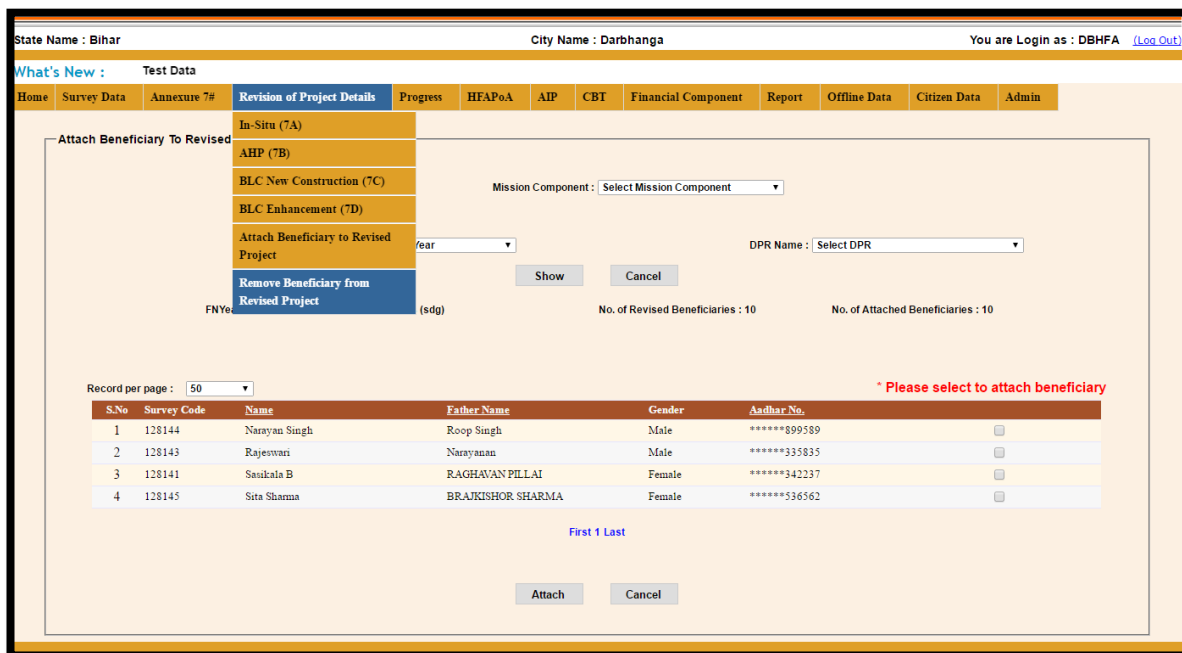 State Name : Bihar City Name : Darbhanga You are Login as : DBHFA (Log Out)
What's New : Test Data
Home Survey Data Annexure 7# Revision of Project Details Progress HFAPoA AIP CBT Financial Component Report Offline Data Citizen Data Admin
In-Situ (7A)
Attach Beneficiary To Revised
AHP (7B)
BLC New Construction (7C)
Mission Component : Select Mission Component
BLC Enhancement (7D)
Attach Beneficiary to Revised
Project
Year DPR Name : Select DPR
Show Cancel
Remove Beneficiary from
Revised Project
FNYea (sdg) No. of Revised Beneficiaries : 10 No. of Attached Beneficiaries : 10
Record per page : 50 * Please select to attach beneficiary
S.No Survey Code Name Father Name Gender Aadhar No.
1 128144 Narayan Singh Roop Singh Male ******899589
2 128143 Rajeswari Narayanan Male ******335835
3 128141 Sasikala B RAGHAVAN PILLAI Female ******342237
4 128145 Sita Sharma BRAJKISHOR SHARMA Female ******536562
First 1 Last
Attach Cancel